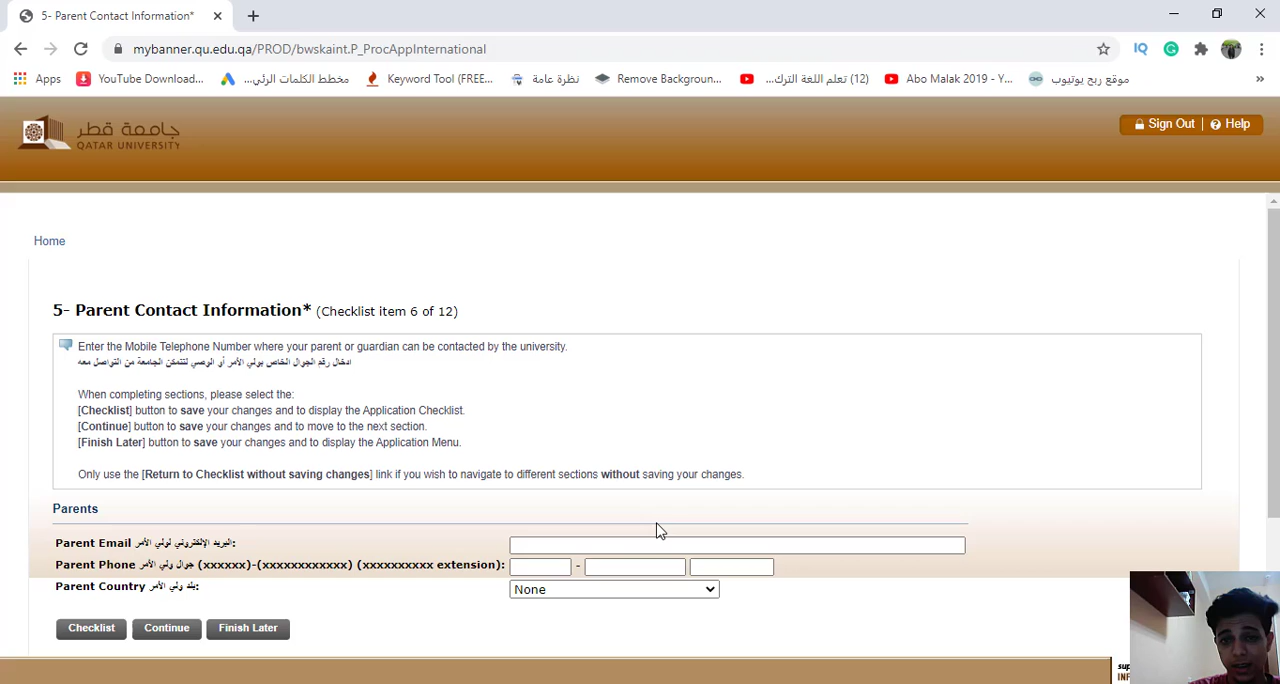 5- Parent Contact Information*
mybanner.qu.edu.qa/PROD/bwskaint.P_ProcAppInternational
IQ
Apps
YouTube Download...
مخطط الكلمات الرئي...
Keyword Tool (FREE...
نظرة عامة
Remove Backgroun...
(12) تعلم اللغة الترك...
Abo Malak 2019 - Y...
موقع ربح يوتيوب
»
جامعة قطر
QATAR UNIVERSITY
Sign Out | Help
Home
5- Parent Contact Information* (Checklist item 6 of 12)
Enter the Mobile Telephone Number where your parent or guardian can be contacted by the university.
ادخال رقم الجوال الخاص بولي الأمر أو الوصي لتتمكن الجامعة من التواصل معه
When completing sections, please select the:
[Checklist] button to save your changes and to display the Application Checklist.
[Continue] button to save your changes and to move to the next section.
[Finish Later] button to save your changes and to display the Application Menu.
Only use the [Return to Checklist without saving changes] link if you wish to navigate to different sections without saving your changes.
Parents
Parent Email البريد الإلكتروني لولي الأمر:
Parent Phone جوال ولي الأمر (xxxxxx)-(xxxxxxxxxxxx) (xxxxxxxxxx extension):
-
Parent Country بلد ولي الأمر:
None
Checklist
Continue
Finish Later